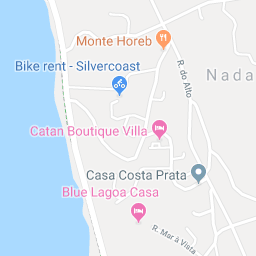 Monte Horeb
R. do Alto
Nada
Bike rent - Silvercoast
Catan Boutique Villa
Casa Costa Prata
Blue Lagoa Casa
R. Mar à Vista